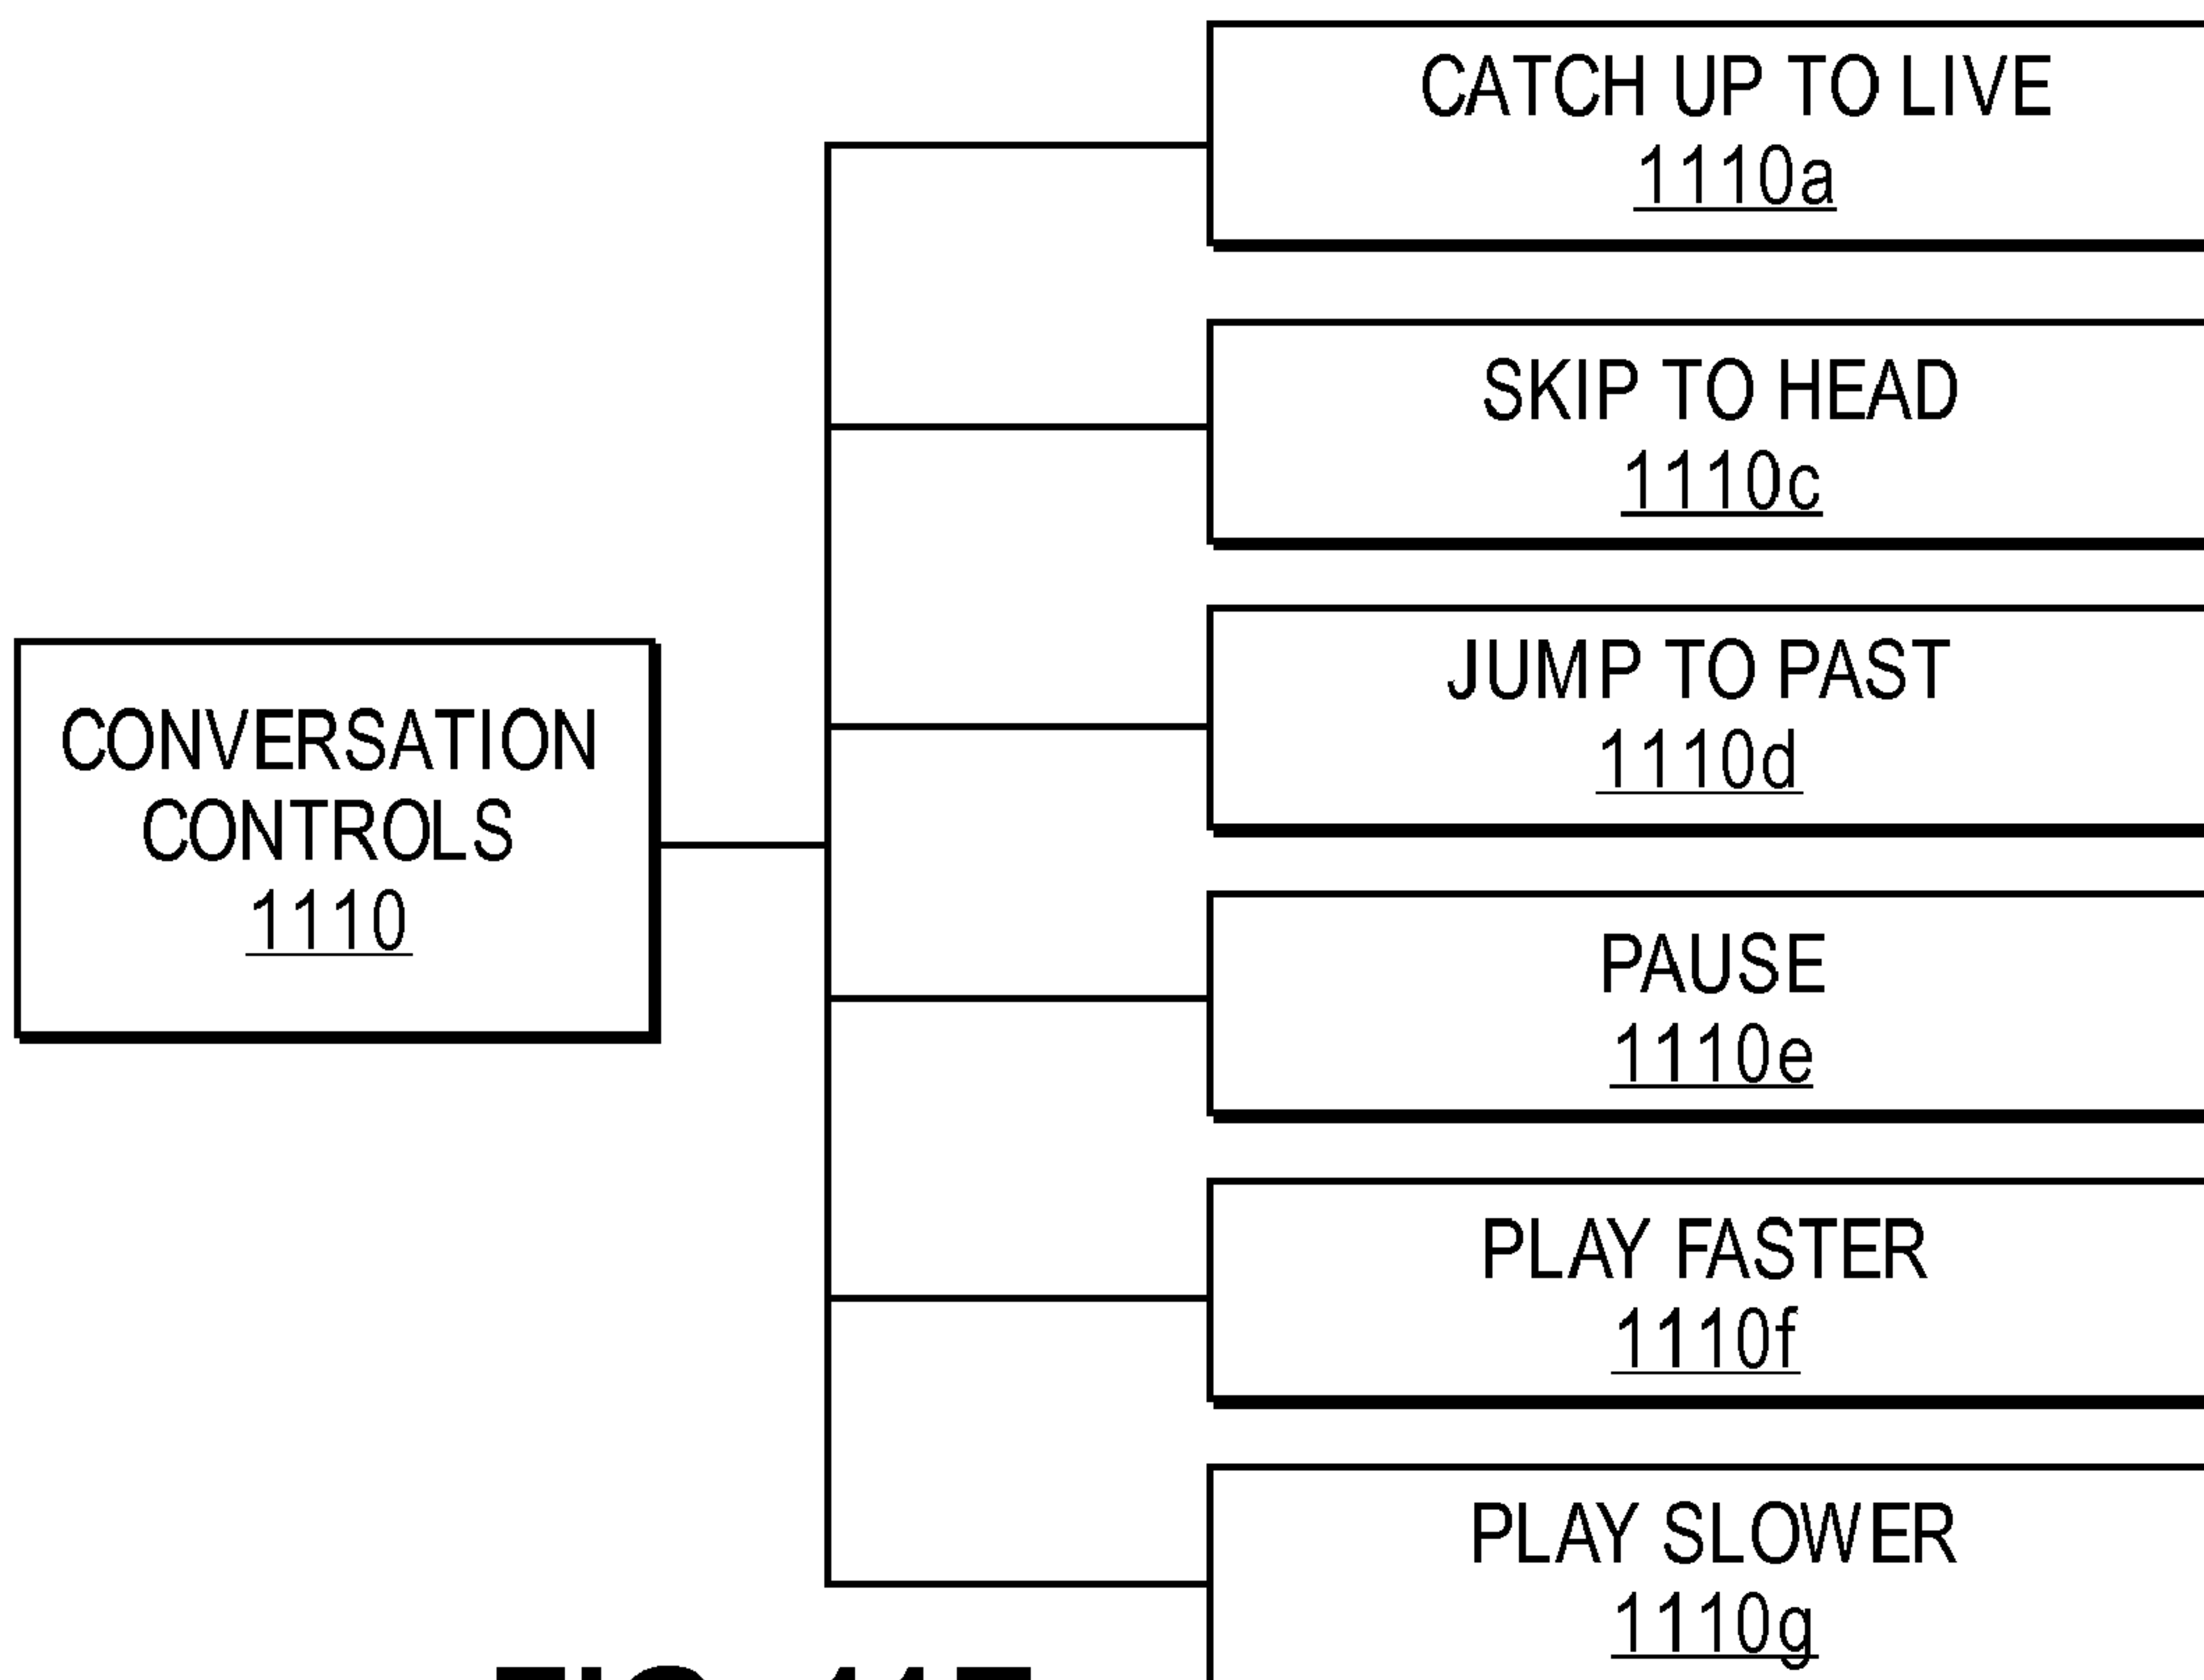 CATCH UP TO LIVE
1110a
SKIP TO HEAD
1110c
JUMP TO PAST
1110d
CONVERSATION
CONTROLS
1110
PAUSE
1110e
PLAY FASTER
1110f
PLAY SLOWER
1110g